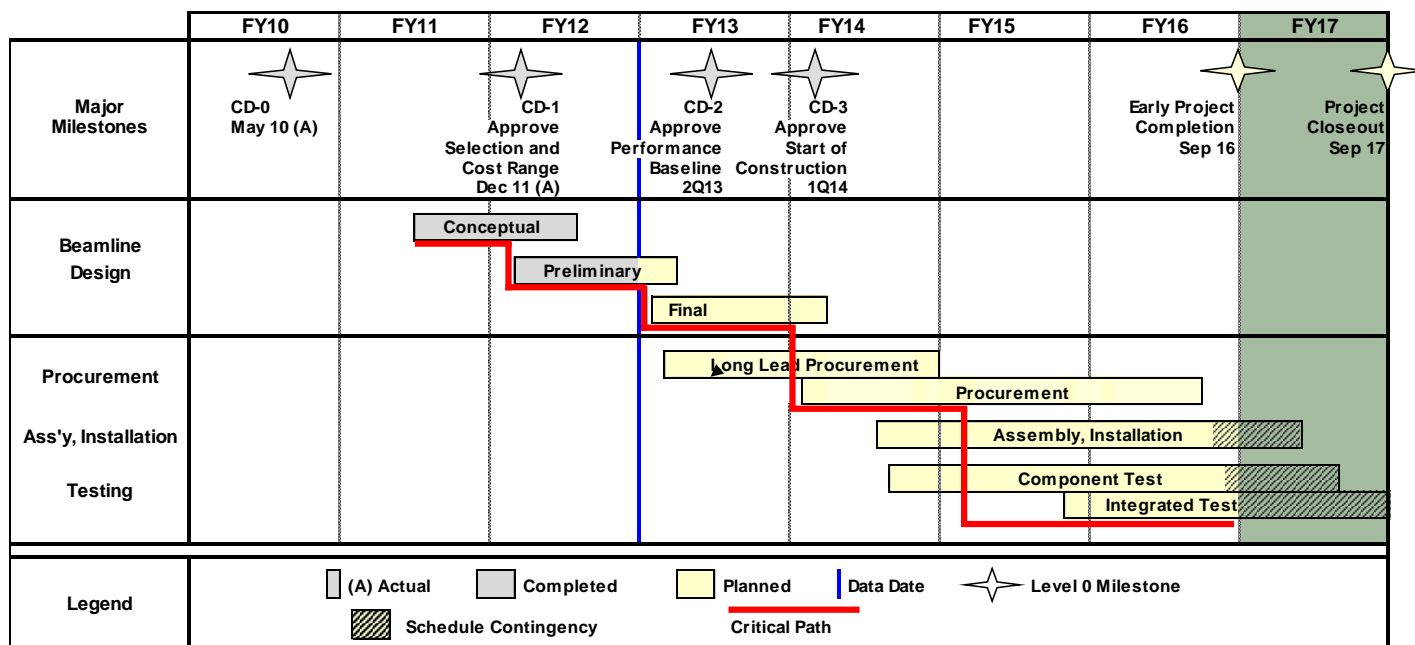 FY10 FY11 FY12 FY13 FY14 FY15 FY16 FY17
Major
Milestones
CD-0
May 10 (A)
CD-1
Approve
Selection and
Cost Range
Dec 11 (A)
CD-2
Approve
Performance
Baseline
2Q13
CD-3
Approve
Start of
Construction
1Q14
Early Project
Completion
Sep 16
Project
Closeout
Sep 17
Beamline
Design
Conceptual
Preliminary
Final
Procurement
Long Lead Procurement
Procurement
Ass'y, Installation
Assembly, Installation
Testing
Component Test
Integrated Test
Legend
(A) Actual
Completed
Planned
Data Date
Level 0 Milestone
Schedule Contingency
Critical Path